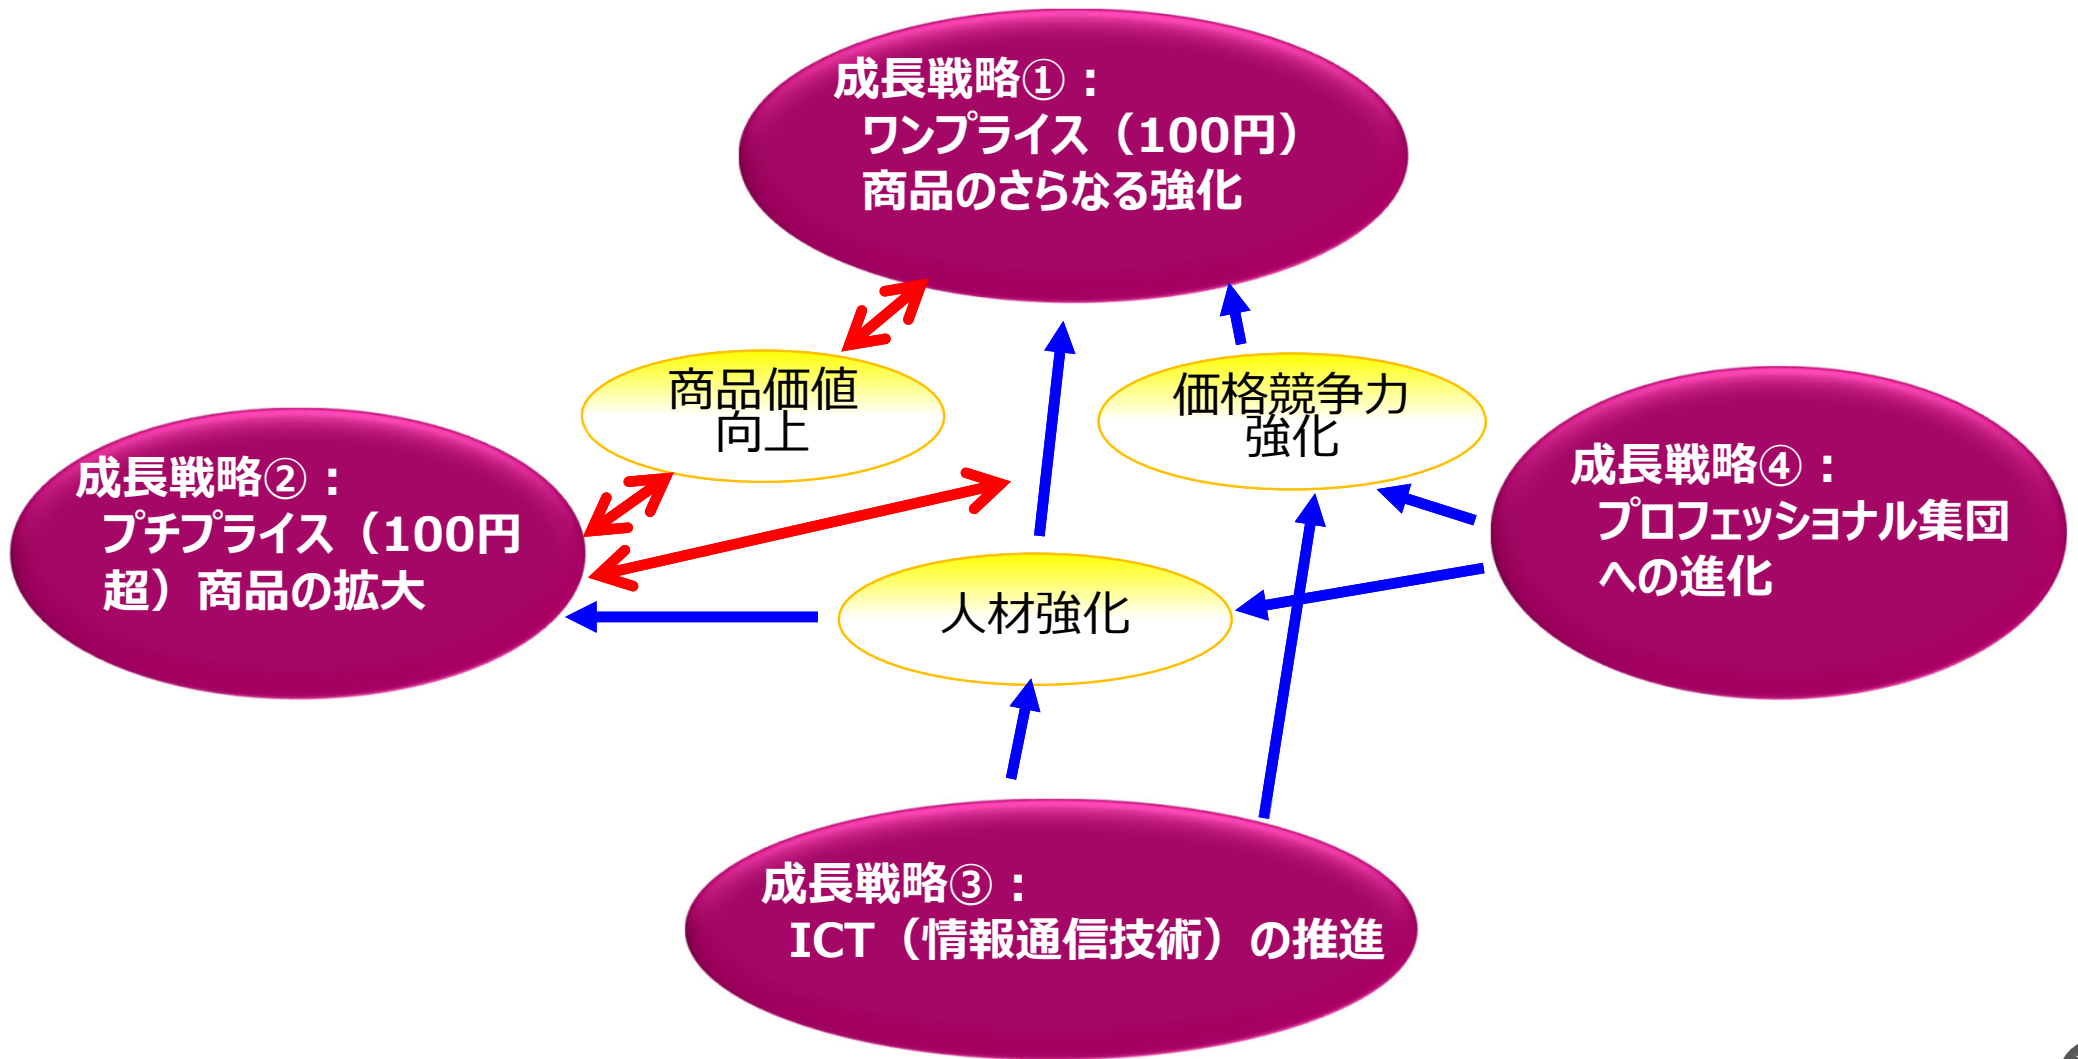 成長戦略①：
ワンプライス（100円）
商品のさらなる強化
商品価値
向上
価格競争力
強化
成長戦略②：
プチプライス（100円
超）商品の拡大
成長戦略④：
プロフェッショナル集団
への進化
人材強化
成長戦略③：
ICT（情報通信技術）の推進